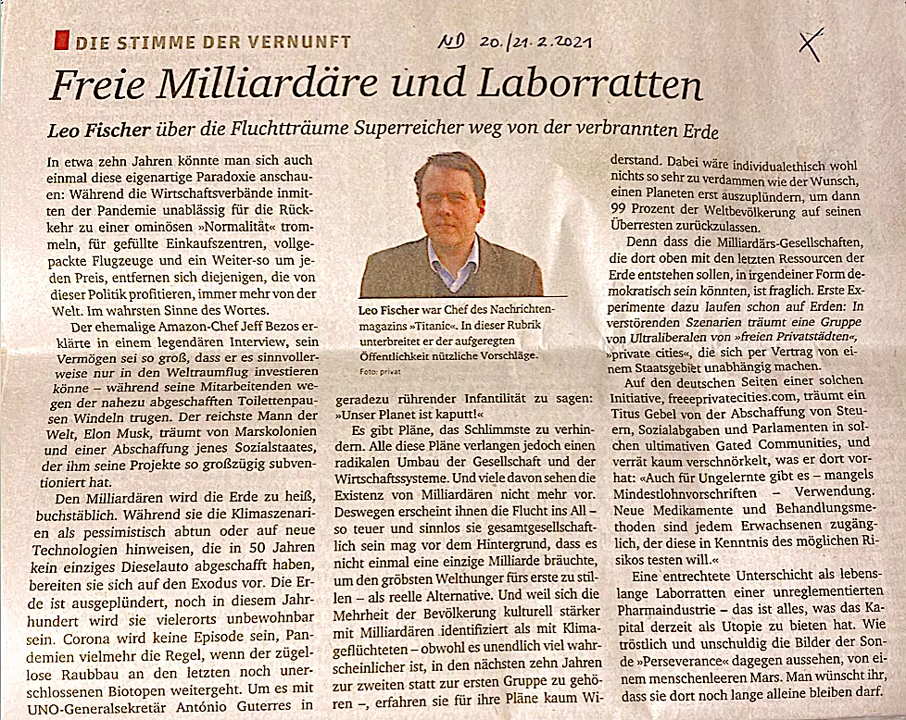 DIE STIMME DER VERNUNFT
ND 20./21.2.2021
Freie Milliardäre und Laborratten
Leo Fischer über die Fluchtträume Superreicher weg von der verbrannten Erde
In etwa zehn Jahren könnte man sich auch
einmal diese eigenartige Paradoxie anschau-
en: Während die Wirtschaftsverbände inmit-
ten der Pandemie unablässig für die Rück-
kehr zu einer ominösen »Normalität« trom-
meln, für gefüllte Einkaufszentren, vollge-
packte Flugzeuge und ein Weiter-so um je-
den Preis, entfernen sich diejenigen, die von
dieser Politik profitieren, immer mehr von der
Welt. Im wahrsten Sinne des Wortes.
Der ehemalige Amazon-Chef Jeff Bezos er-
klärte in einem legendären Interview, sein
Vermögen sei so groß, dass er es sinnvoller-
weise nur in den Weltraumflug investieren
könne – während seine Mitarbeitenden we-
gen der nahezu abgeschafften Toilettenpau-
sen Windeln trugen. Der reichste Mann der
Welt, Elon Musk, träumt von Marskolonien
und einer Abschaffung jenes Sozialstaates,
der ihm seine Projekte so großzügig subven-
tioniert hat.
Den Milliardären wird die Erde zu heiß,
buchstäblich. Während sie die Klimaszenari-
en als pessimistisch abtun oder auf neue
Technologien hinweisen, die in 50 Jahren
kein einziges Dieselauto abgeschafft haben,
bereiten sie sich auf den Exodus vor. Die Er-
de ist ausgeplündert, noch in diesem Jahr-
hundert wird sie vielerorts unbewohnbar
sein. Corona wird keine Episode sein, Pan-
demien vielmehr die Regel, wenn der zügel-
lose Raubbau an den letzten noch uner-
schlossenen Biotopen weitergeht. Um es mit
UNO-Generalsekretär António Guterres in
Leo Fischer war Chef des Nachrichten-
magazins »Titanic«. In dieser Rubrik
unterbreitet er der aufgeregten
Öffentlichkeit nützliche Vorschläge.
Foto: privat
geradezu rührender Infantilität zu sagen:
»Unser Planet ist kaputt!«
Es gibt Pläne, das Schlimmste zu verhin-
dern. Alle diese Pläne verlangen jedoch einen
radikalen Umbau der Gesellschaft und der
Wirtschaftssysteme. Und viele davon sehen die
Existenz von Milliardären nicht mehr vor.
Deswegen erscheint ihnen die Flucht ins All –
so teuer und sinnlos sie gesamtgesellschaft-
lich sein mag vor dem Hintergrund, dass es
nicht einmal eine einzige Milliarde bräuchte,
um den gröbsten Welthunger fürs erste zu stil-
len – als reelle Alternative. Und weil sich die
Mehrheit der Bevölkerung kulturell stärker
mit Milliardären identifiziert als mit Klima-
geflüchteten – obwohl es unendlich viel wahr-
scheinlicher ist, in den nächsten zehn Jahren
zur zweiten statt zur ersten Gruppe zu gehö-
ren –, erfahren sie für ihre Pläne kaum Wi-
derstand. Dabei wäre individualethisch wohl
nichts so sehr zu verdammen wie der Wunsch,
einen Planeten erst auszuplündern, um dann
99 Prozent der Weltbevölkerung auf seinen
Überresten zurückzulassen.
Denn dass die Milliardärs-Gesellschaften,
die dort oben mit den letzten Ressourcen der
Erde entstehen sollen, in irgendeiner Form de-
mokratisch sein könnten, ist fraglich. Erste Ex-
perimente dazu laufen schon auf Erden: In
verstörenden Szenarien träumt eine Gruppe
von Ultraliberalen von »freien Privatstädten«,
»private cities«, die sich per Vertrag von ei-
nem Staatsgebiet unabhängig machen.
Auf den deutschen Seiten einer solchen
Initiative, freeeprivatecities.com, träumt ein
Titus Gebel von der Abschaffung von Steu-
ern, Sozialabgaben und Parlamenten in sol-
chen ultimativen Gated Communities, und
verrät kaum verschnörkelt, was er dort vor-
hat: «Auch für Ungelernte gibt es – mangels
Mindestlohnvorschriften – Verwendung.
Neue Medikamente und Behandlungsme-
thoden sind jedem Erwachsenen zugäng-
lich, der diese in Kenntnis des möglichen Ri-
sikos testen will.«
Eine entrechtete Unterschicht als lebens-
lange Laborratten einer unreglementierten
Pharmaindustrie – das ist alles, was das Ka-
pital derzeit als Utopie zu bieten hat. Wie
tröstlich und unschuldig die Bilder der Son-
de »Perseverance« dagegen aussehen, von ei-
nem menschenleeren Mars. Man wünscht ihr,
dass sie dort noch lange alleine bleiben darf.